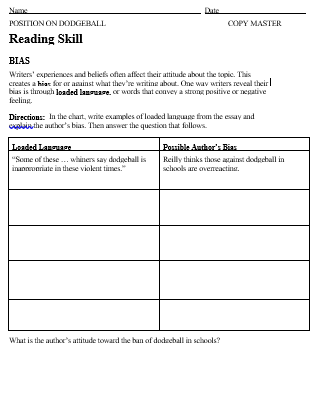 Name Date
POSITION ON DODGEBALL COPY MASTER
Reading Skill
BIAS
Writers' experiences and beliefs often affect their attitude about the topic. This
creates a bias for or against what they're writing about. One way writers reveal their
bias is through loaded language, or words that convey a strong positive or negative
feeling.
Directions: In the chart, write examples of loaded language from the essay and
explain the author's bias. Then answer the question that follows.
Loaded Language Possible Author's Bias
"Some of these … whiners say dodgeball is Reilly thinks those against dodgeball in
inappropriate in these violent times." schools are overreacting.
What is the author's attitude toward the ban of dodgeball in schools?